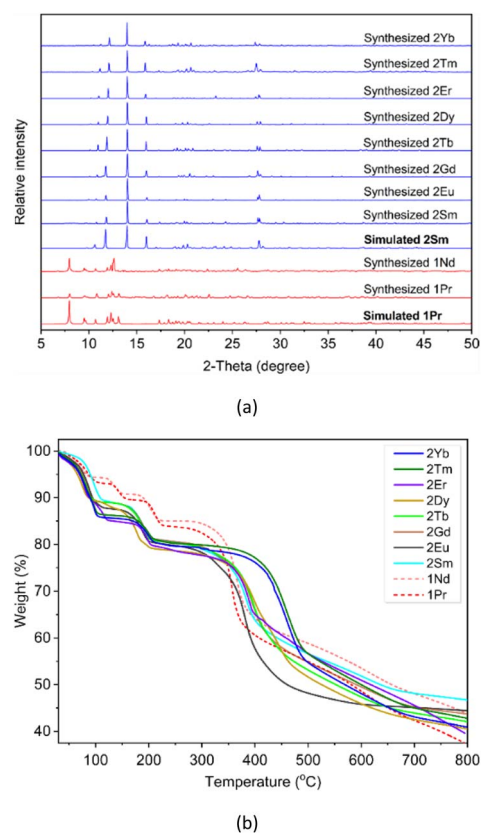 Relative intensity
Synthesized 2Yb
Synthesized 2Tm
Synthesized 2Er
Synthesized 2Dy
Synthesized 2Tb
Synthesized 2Gd
Synthesized 2Eu
Synthesized 2Sm
Simulated 2Sm
Synthesized 1Nd
Synthesized 1Pr
Simulated 1Pr
5 10 15 20 25 30 35 40 45 50
2-Theta (degree)
(a)
Weight (%)
100
90
80
70
60
50
40
2Yb
2Tm
2Er
2Dy
2Tb
2Gd
2Eu
2Sm
1Nd
1Pr
100 200 300 400 500 600 700 800
Temperature (°C)
(b)